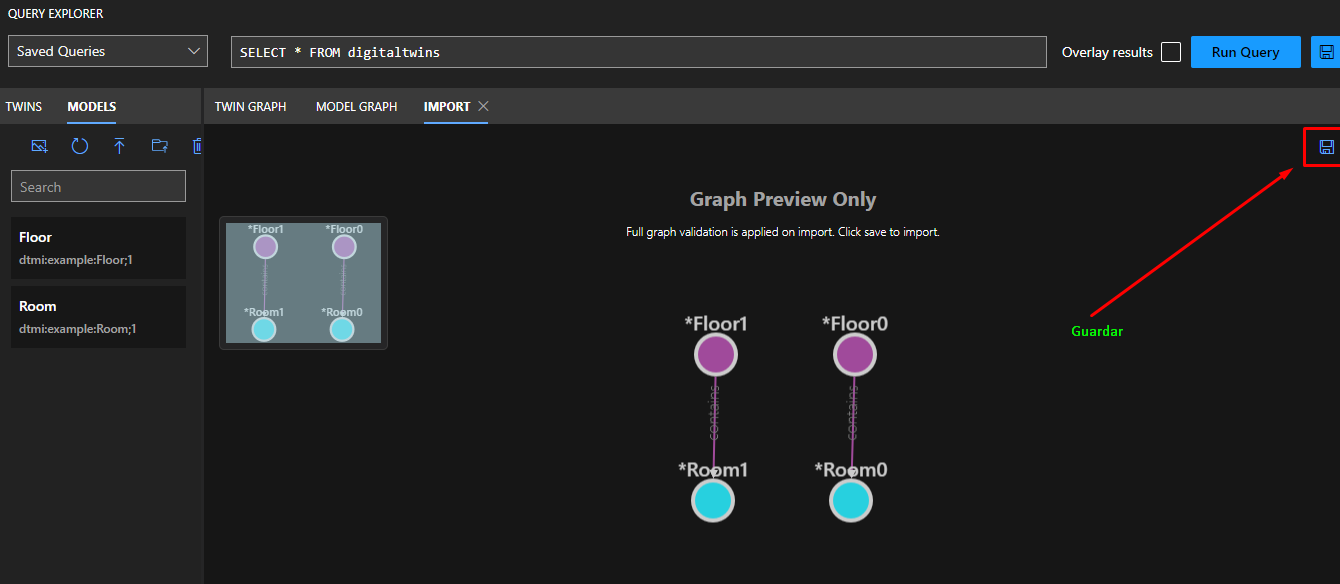 QUERY EXPLORER
Saved Queries
SELECT * FROM digitaltwins
Overlay results
Run Query
TWINS
MODELS
TWIN GRAPH
MODEL GRAPH
IMPORT
Search
Floor
dtmi:example:Floor;1
Room
dtmi:example:Room;1
*Floor1
*Floor0
contains
contains
*Room1
*Room0
Graph Preview Only
Full graph validation is applied on import. Click save to import.
*Floor1
*Floor0
contains
contains
*Room1
*Room0
Guardar